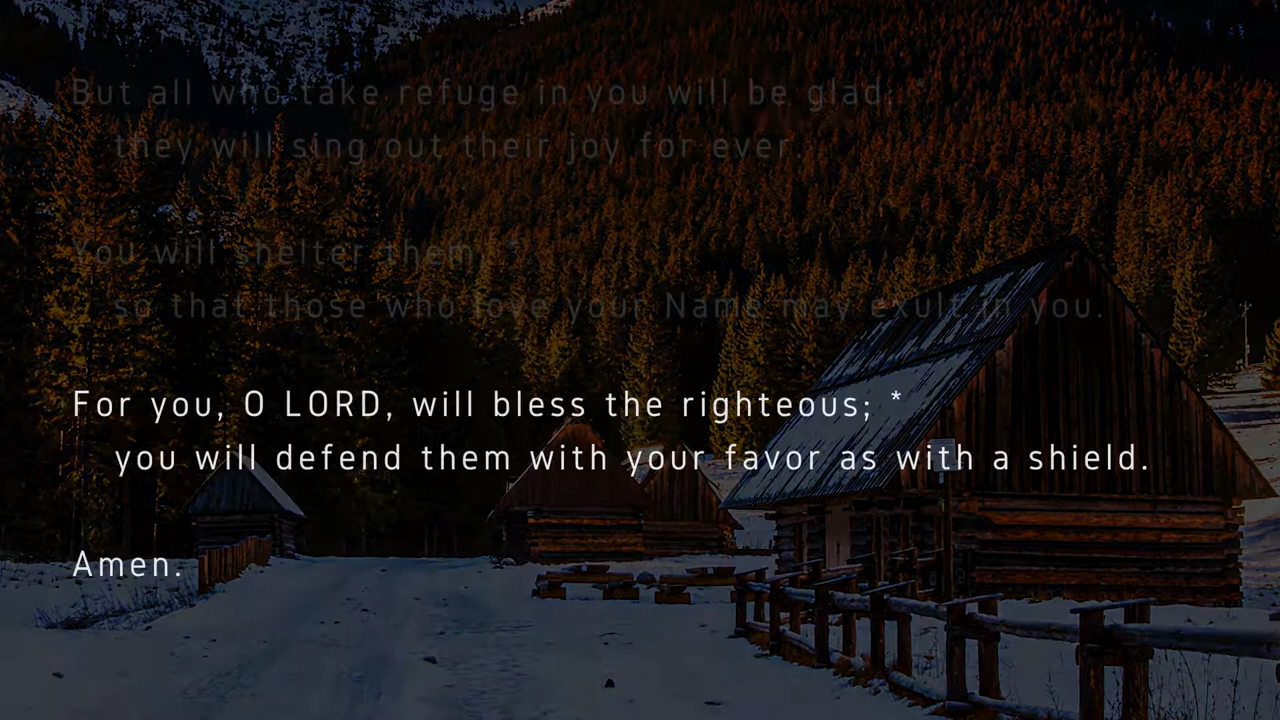 But all who take refuge in you will be glad; *
they will sing out their joy for ever.
You will shelter them, *
so that those who love your Name may exult in you.
For you, O LORD, will bless the righteous; *
you will defend them with your favor as with a shield.
Amen.